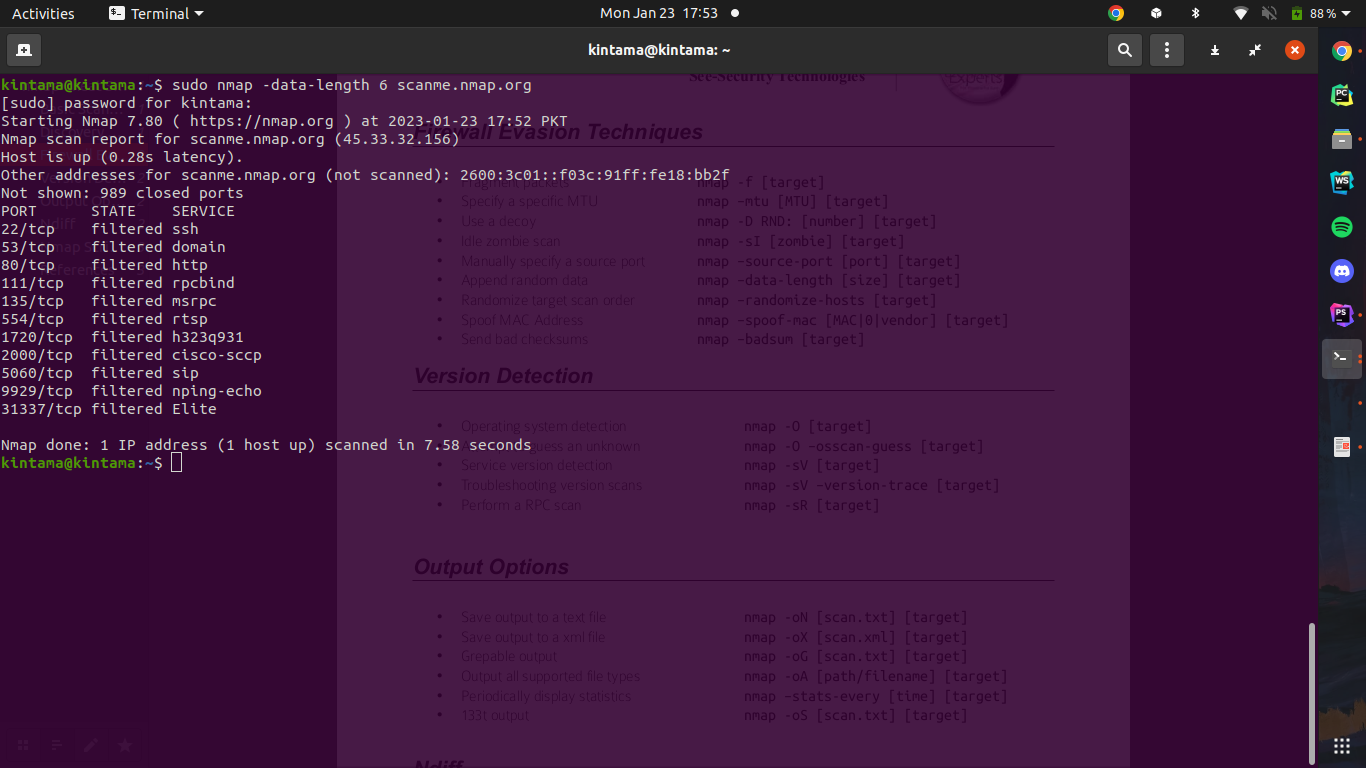 Activities
Terminal
Mon Jan 23 17:53
88 %
kintama@kintama: ~
kintama@kintama:~$ sudo nmap -data-length 6 scanme.nmap.org
[sudo] password for kintama:
Starting Nmap 7.80 ( https://nmap.org ) at 2023-01-23 17:52 PKT
Nmap scan report for scanme.nmap.org (45.33.32.156)
Host is up (0.28s latency).
Other addresses for scanme.nmap.org (not scanned): 2600:3c01::f03c:91ff:fe18:bb2f
Not shown: 989 closed ports
PORT STATE SERVICE
22/tcp filtered ssh
53/tcp filtered domain
80/tcp filtered http
111/tcp filtered rpcbind
135/tcp filtered msrpc
554/tcp filtered rtsp
1720/tcp filtered h323q931
2000/tcp filtered cisco-sccp
5060/tcp filtered sip
9929/tcp filtered nping-echo
31337/tcp filtered Elite
Nmap done: 1 IP address (1 host up) scanned in 7.58 seconds
kintama@kintama:~$
See-Security Technologies
Experts
Firewall Evasion Techniques
• Fragment packets nmap -f [target]
• Specify a specific MTU nmap –mtu [MTU] [target]
• Use a decoy nmap -D RND: [number] [target]
• Idle zombie scan nmap -sI [zombie] [target]
• Manually specify a source port nmap –source-port [port] [target]
• Append random data nmap –data-length [size] [target]
• Randomize target scan order nmap –randomize-hosts [target]
• Spoof MAC Address nmap –spoof-mac [MAC|0|vendor] [target]
• Send bad checksums nmap –badsum [target]
Version Detection
• Operating system detection nmap -O [target]
• guess an unknown nmap -O –osscan-guess [target]
• Service version detection nmap -sV [target]
• Troubleshooting version scans nmap -sV –version-trace [target]
• Perform a RPC scan nmap -sR [target]
Output Options
• Save output to a text file nmap -oN [scan.txt] [target]
• Save output to a xml file nmap -oX [scan.xml] [target]
• Grepable output nmap -oG [scan.txt] [target]
• Output all supported file types nmap -oA [path/filename] [target]
• Periodically display statistics nmap –stats-every [time] [target]
• 133t output nmap -oS [scan.txt] [target]
Ndiff
PC
WS
PS